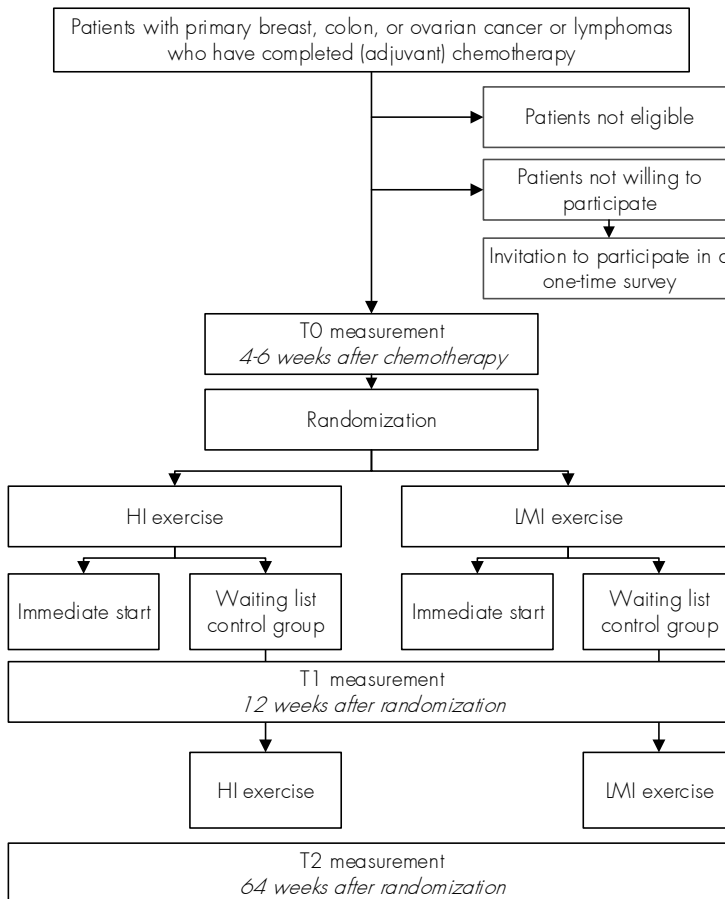 Patients with primary breast, colon, or ovarian cancer or lymphomas
who have completed (adjuvant) chemotherapy
Patients not eligible
Patients not willing to
participate
Invitation to participate in a
one-time survey
T0 measurement
4-6 weeks after chemotherapy
Randomization
HI exercise
LMI exercise
Immediate start
Waiting list
control group
Immediate start
Waiting list
control group
T1 measurement
12 weeks after randomization
HI exercise
LMI exercise
T2 measurement
64 weeks after randomization